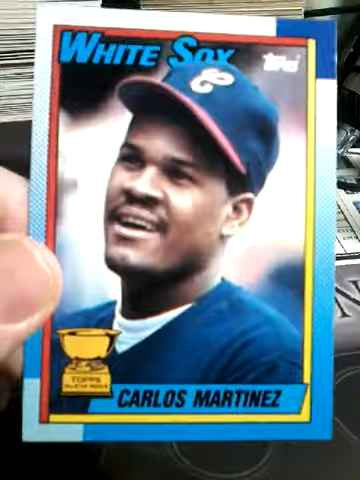 WHITE SOX
Topps
C
TOPPS
ALL-STAR ROOKIE
CARLOS MARTINEZ
N